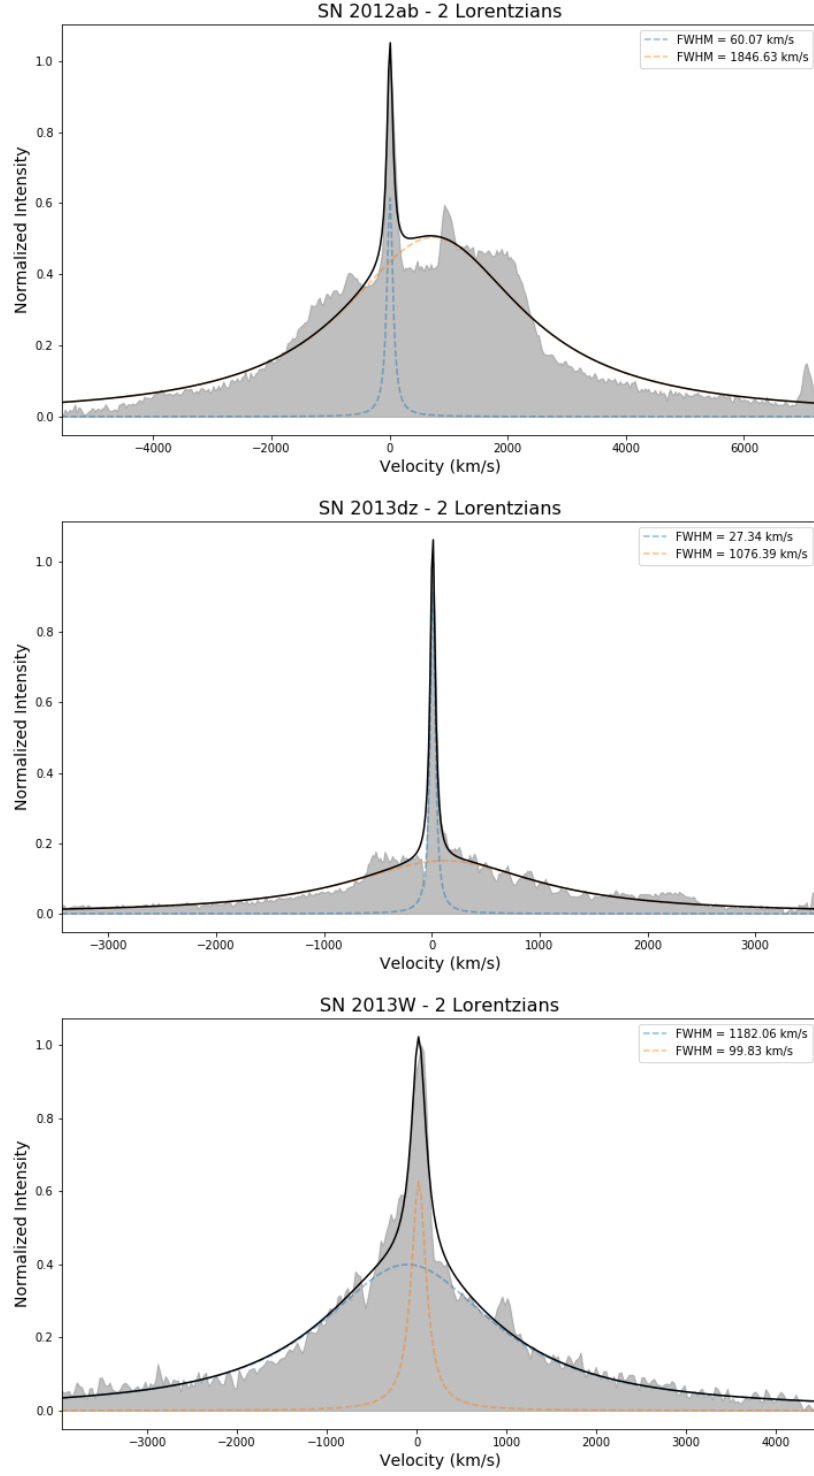 SN 2012ab - 2 Lorentzians
FWHM = 60.07 km/s
FWHM = 1846.63 km/s
1.0
0.8
0.6
0.4
0.2
0.0
Normalized Intensity
−4000 −2000 0 2000 4000 6000
Velocity (km/s)
SN 2013dz - 2 Lorentzians
FWHM = 27.34 km/s
FWHM = 1076.39 km/s
1.0
0.8
0.6
0.4
0.2
0.0
Normalized Intensity
−3000 −2000 −1000 0 1000 2000 3000
Velocity (km/s)
SN 2013W - 2 Lorentzians
FWHM = 1182.06 km/s
FWHM = 99.83 km/s
1.0
0.8
0.6
0.4
0.2
0.0
Normalized Intensity
−3000 −2000 −1000 0 1000 2000 3000 4000
Velocity (km/s)